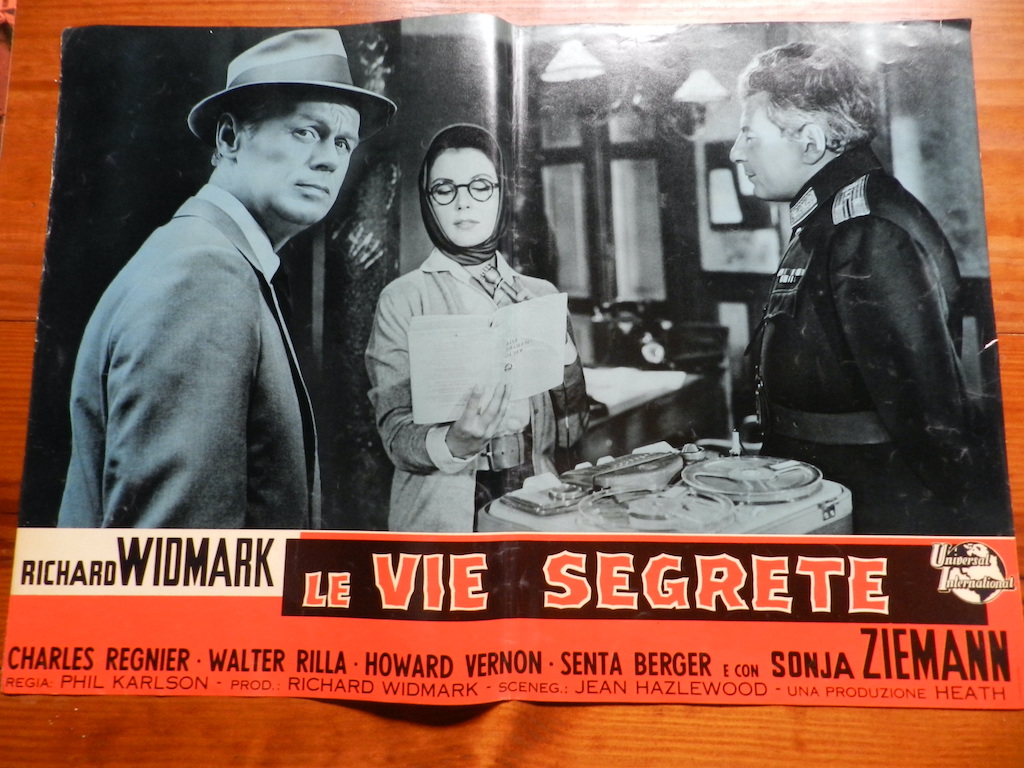 RICHARD WIDMARK
LE VIE SEGRETE
Universal
International
CHARLES REGNIER · WALTER RILLA · HOWARD VERNON · SENTA BERGER E CON SONJA ZIEMANN
REGIA: PHIL KARLSON - PROD.: RICHARD WIDMARK - SCENEG.: JEAN HAZLEWOOD - UNA PRODUZIONE HEATH